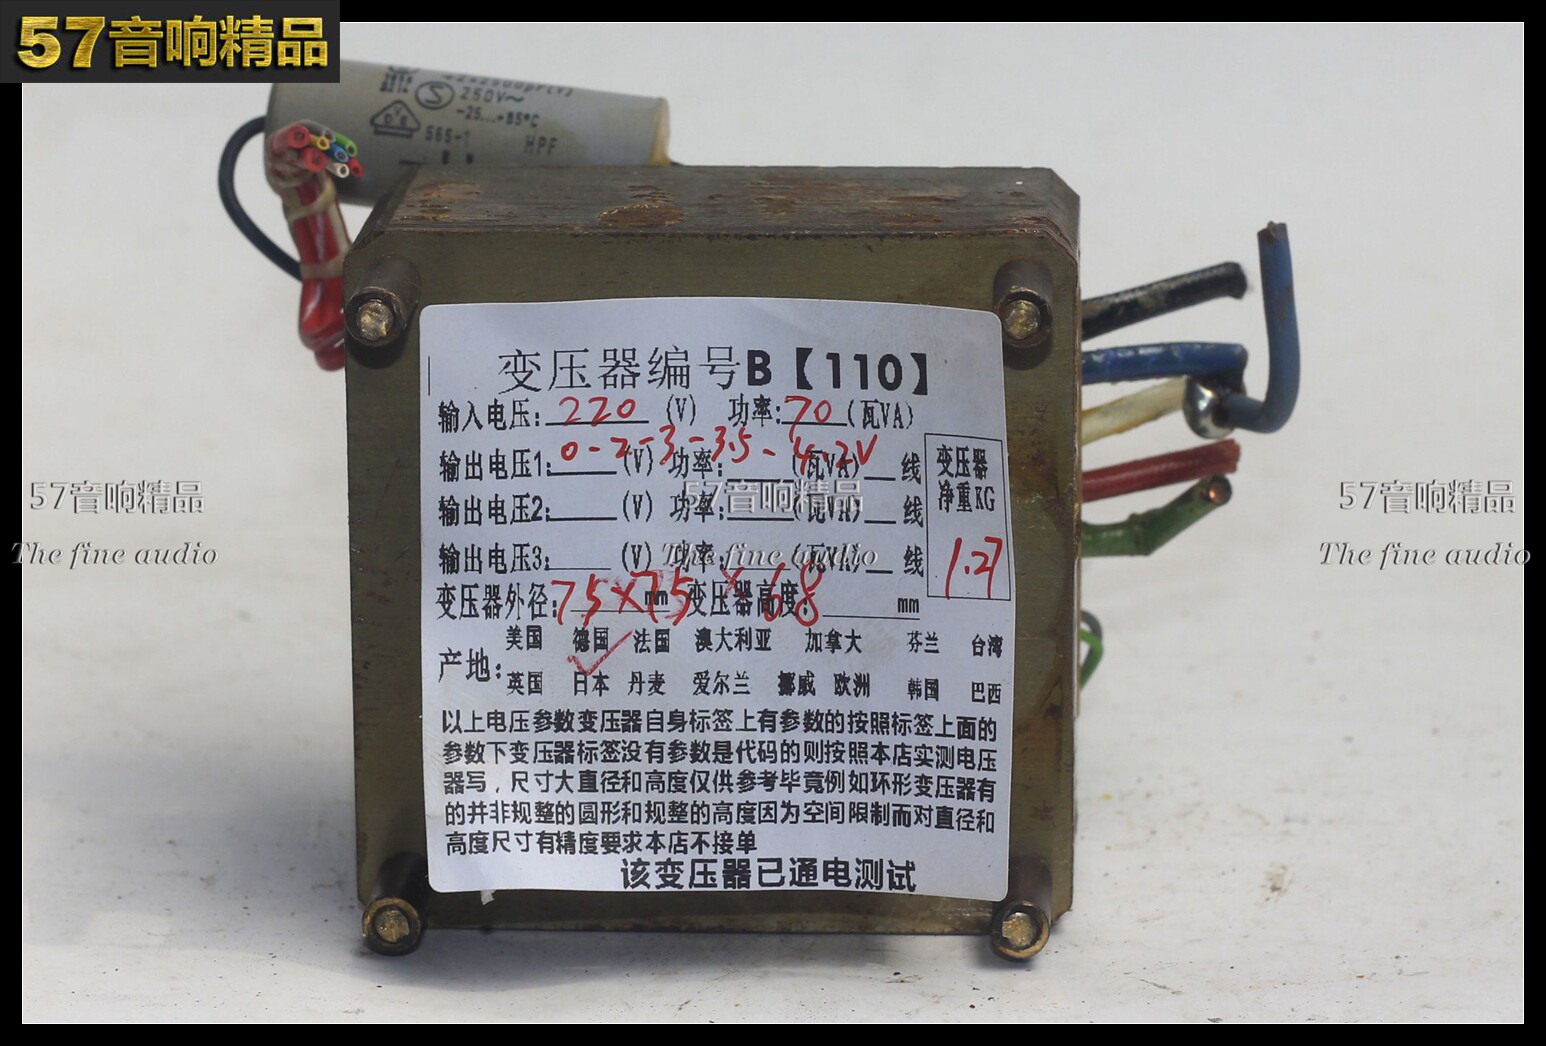 57音响精品
250V~
-25...+85°C
565-1
HPF
变压器编号B【110】
输入电压: 220 (V) 功率: 70 (瓦VA)
0-2-3-3.5-4.2V
输出电压1: (V) 功率: (瓦VA) 线
输出电压2: (V) 功率: (瓦VA) 线
输出电压3: (V) 功率: (瓦VA) 线
变压器
净重KG
1.27
变压器外径: 75×75×68 mm 变压器高度: mm
产地:
美国 德国 法国 澳大利亚 加拿大 芬兰 台湾
英国 日本 丹麦 爱尔兰 挪威 欧洲 韩国 巴西
以上电压参数变压器自身标签上有参数的按照标签上面的
参数下变压器标签没有参数是代码的则按照本店实测电压
器写，尺寸大直径和高度仅供参考毕竟例如环形变压器有
的并非规整的圆形和规整的高度因为空间限制而对直径和
高度尺寸有精度要求本店不接单
该变压器已通电测试
57音响精品
The fine audio
57音响精品
The fine audio
57音响精品
The fine audio